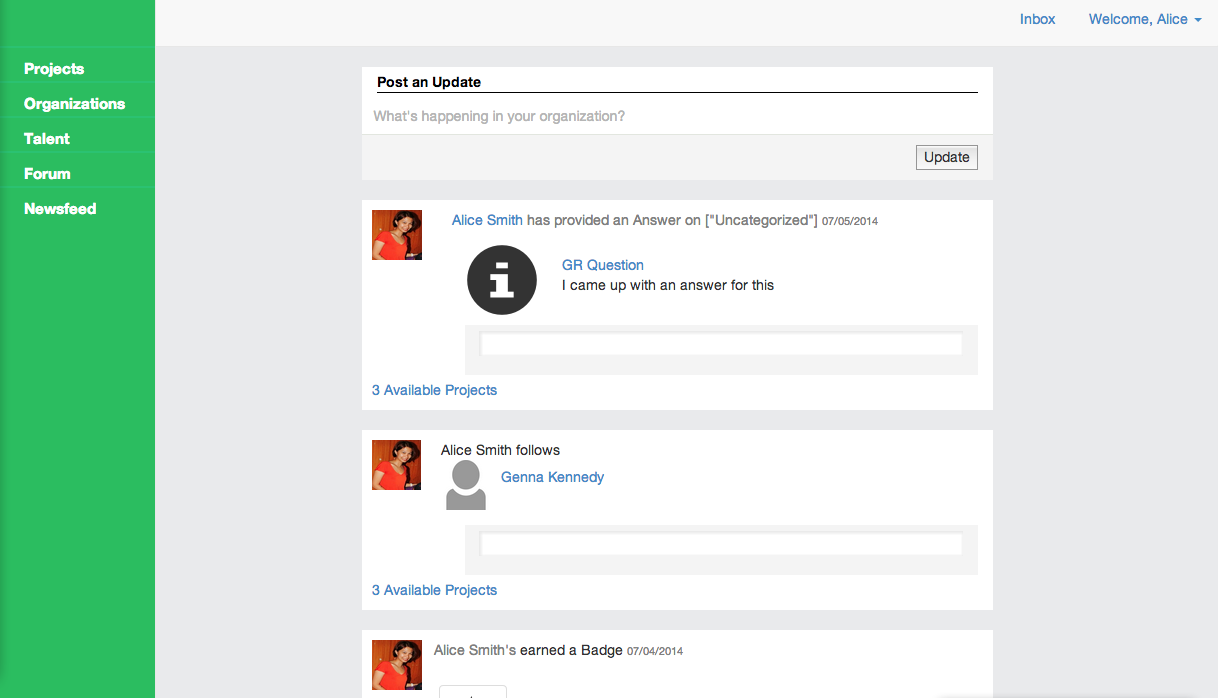 Inbox
Welcome, Alice
Projects
Organizations
Talent
Forum
Newsfeed
Post an Update
What's happening in your organization?
Update
Alice Smith has provided an Answer on ["Uncategorized"] 07/05/2014
GR Question
I came up with an answer for this
3 Available Projects
Alice Smith follows
Genna Kennedy
3 Available Projects
Alice Smith's earned a Badge 07/04/2014